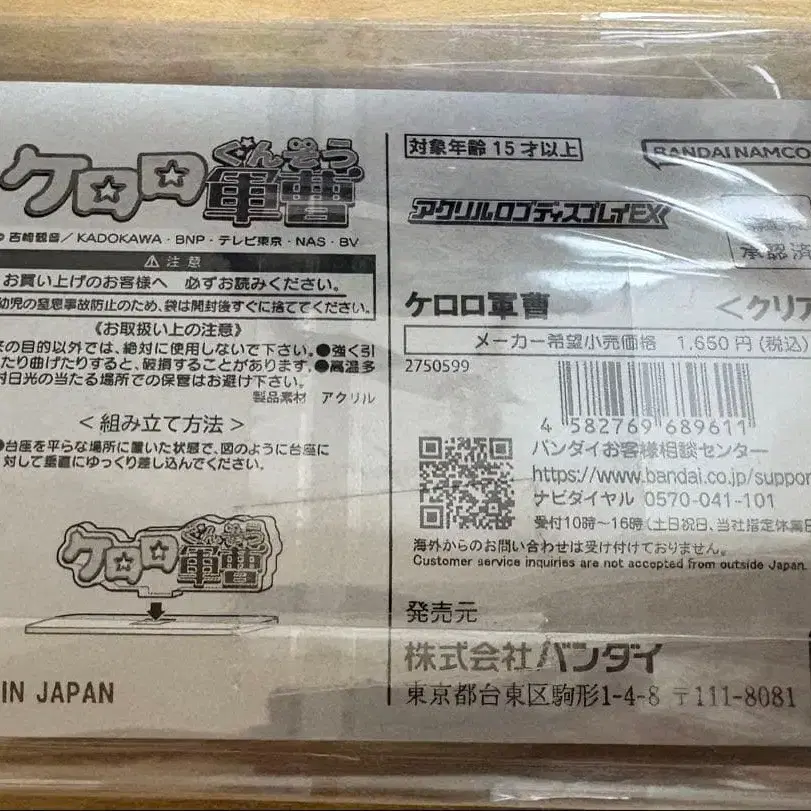 ケロロ軍曹
ぐんそう
吉崎観音/KADOKAWA・BNP・テレビ東京・NAS・BV
⚠注意
お買い上げのお客様へ 必ずお読みください。
幼児の窒息事故防止のため、袋は開封後すぐに捨ててください。
《お取扱い上の注意》
の目的以外では、絶対に使用しないで下さい。●強く引
たり曲げたりすると、破損することがあります。●高温多
射日光の当たる場所での保管はお避け下さい。
製品素材 アクリル
<組み立て方法>
●台座を平らな場所に置いた状態で、図のように台座に
対して垂直にゆっくり差し込んでください。
ケロロ軍曹
ぐんそう
IN JAPAN
対象年齢15才以上
BANDAI NAMCO
アクリルロゴディスプレイEX
承認済
ケロロ軍曹 <クリア
メーカー希望小売価格 1,650円(税込)
2750599
4 582769 689611
バンダイお客様相談センター
https://www.bandai.co.jp/suppor
ナビダイヤル 0570-041-101
受付10時～16時(土日祝日、当社指定休業日
海外からのお問い合わせは受け付けておりません。
Customer service inquiries are not accepted from outside Japan.
発売元
株式会社バンダイ
東京都台東区駒形1-4-8 〒111-8081